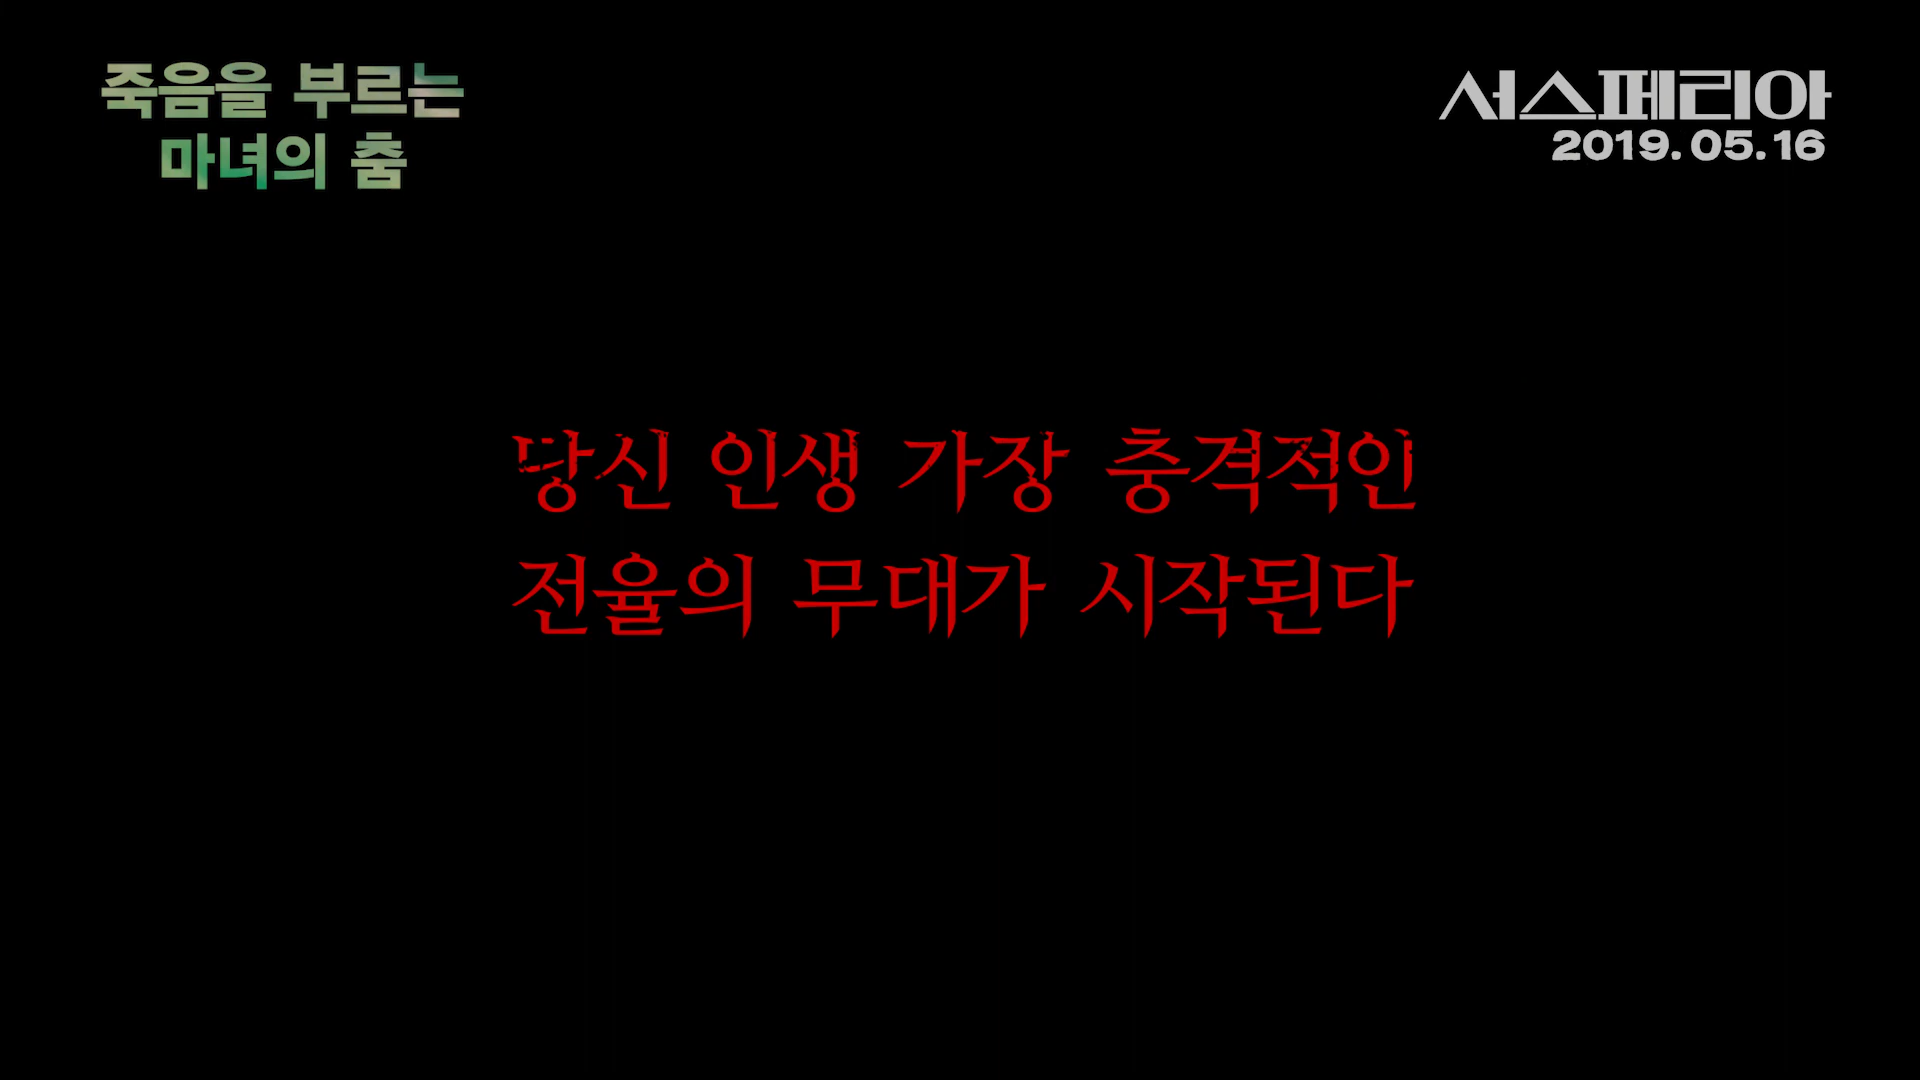 죽음을 부르는
마녀의 춤
서스페리아
2019.05.16
당신 인생 가장 충격적인
전율의 무대가 시작된다